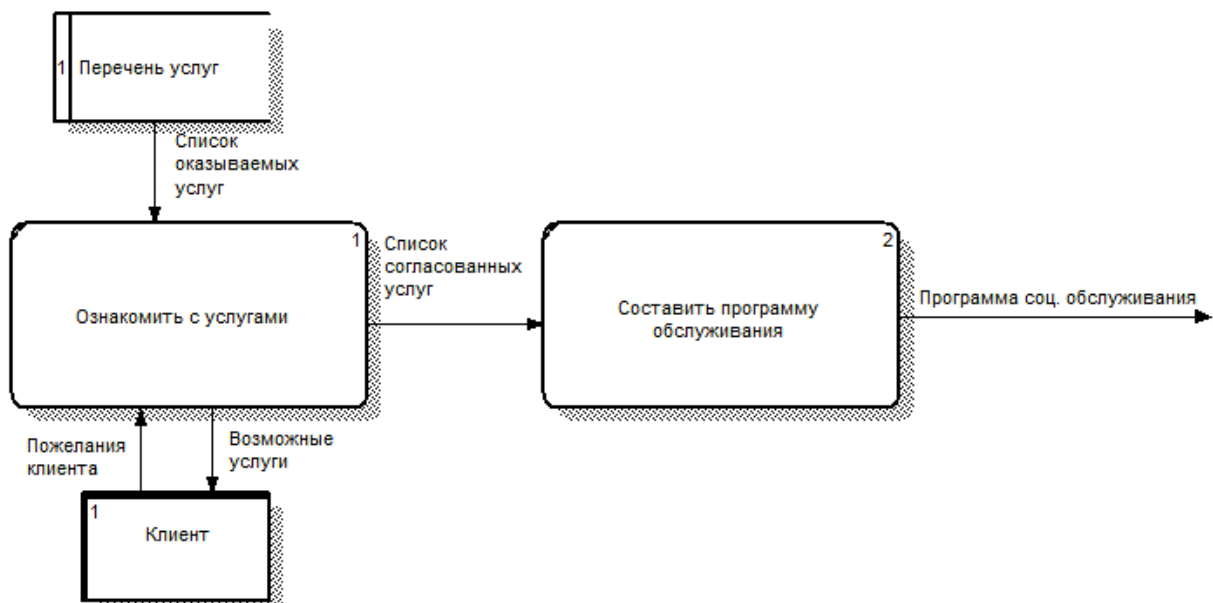 1 Перечень услуг
Список
оказываемых
услуг
1
Ознакомить с услугами
Список
согласованных
услуг
2
Составить программу
обслуживания
Программа соц. обслуживания
Пожелания
клиента
Возможные
услуги
1
Клиент